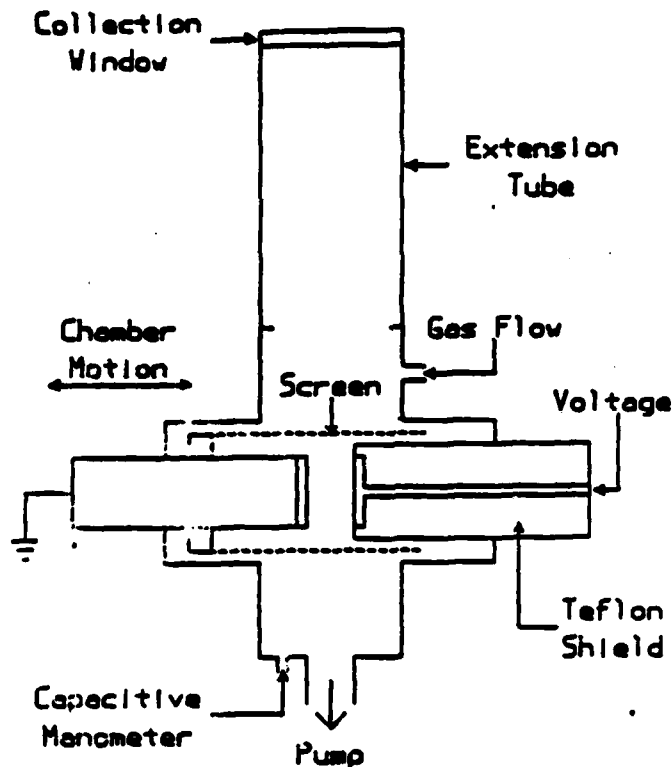 Collection
Window
Extension
Tube
Chamber
Motion
Gas Flow
Screen
Voltage
Teflon
Shield
Capacitive
Manometer
Pump